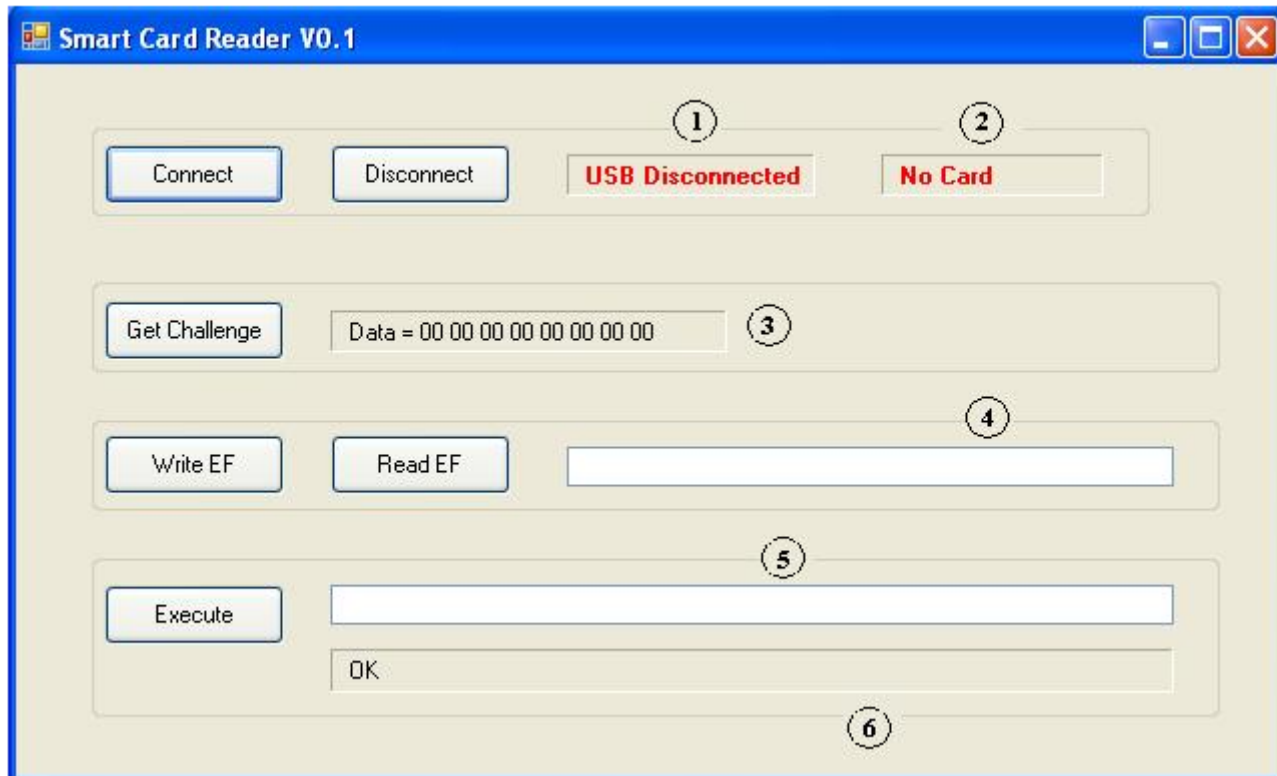 Smart Card Reader V0.1
1 2
Connect Disconnect USB Disconnected No Card
Get Challenge Data = 00 00 00 00 00 00 00 00 3
4
Write EF Read EF
5
Execute
OK
6